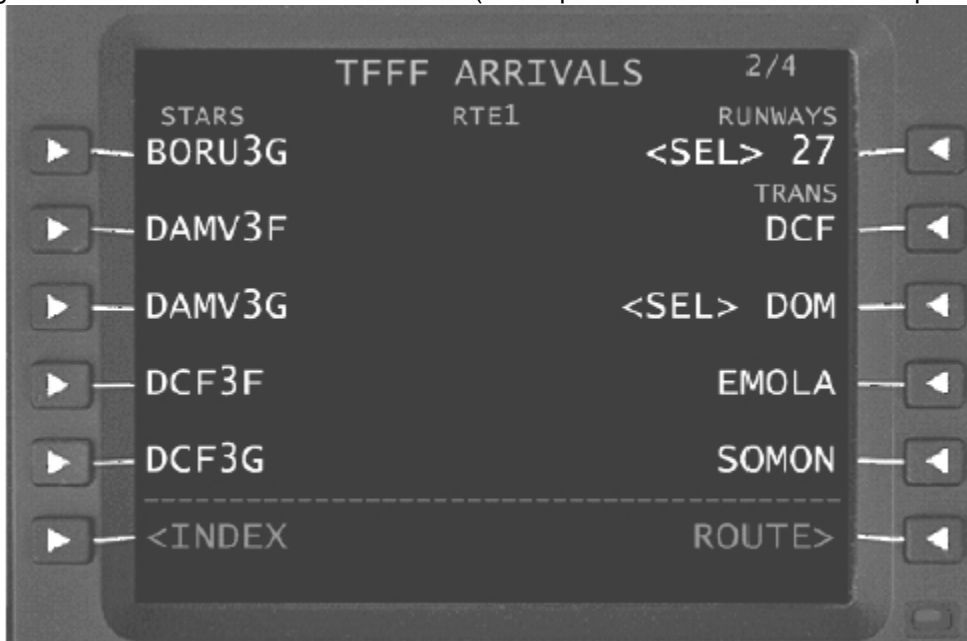 TFFF ARRIVALS 2/4
STARS RTE1 RUNWAYS
BORU3G <SEL> 27
TRANS
DAMV3F DCF
DAMV3G <SEL> DOM
DCF3F EMOLA
DCF3G SOMON
<INDEX ROUTE>